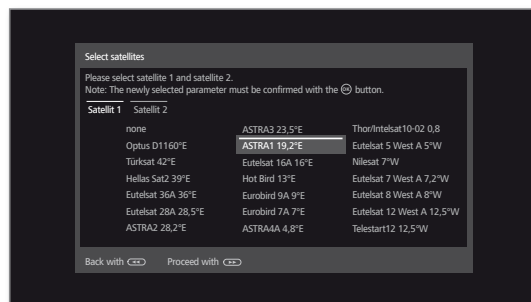 Select satellites
Please select satellite 1 and satellite 2.
Note: The newly selected parameter must be confirmed with the OK button.
Satellit 1 Satellit 2
none ASTRA3 23,5°E Thor/Intelsat10-02 0,8
Optus D1160°E ASTRA1 19,2°E Eutelsat 5 West A 5°W
Türksat 42°E Eutelsat 16A 16°E Nilesat 7°W
Hellas Sat2 39°E Hot Bird 13°E Eutelsat 7 West A 7,2°W
Eutelsat 36A 36°E Eurobird 9A 9°E Eutelsat 8 West A 8°W
Eutelsat 28A 28,5°E Eurobird 7A 7°E Eutelsat 12 West A 12,5°W
ASTRA2 28,2°E ASTRA4A 4,8°E Telestart12 12,5°W
Back with Proceed with